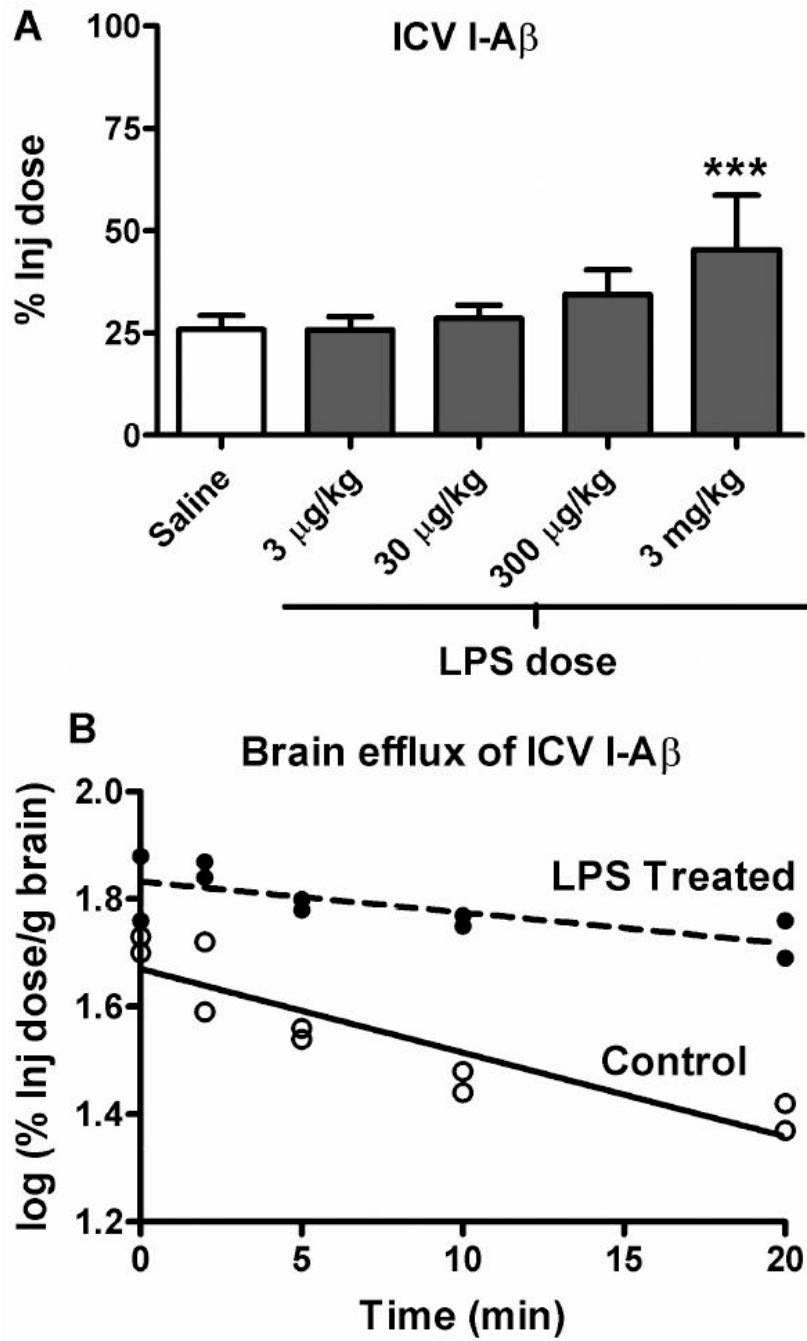 A
ICV I-Aβ
% Inj dose
100
75
50
25
0
***
Saline
3 μg/kg
30 μg/kg
300 μg/kg
3 mg/kg
LPS dose
B
Brain efflux of ICV I-Aβ
log (% Inj dose/g brain)
2.0
1.8
1.6
1.4
1.2
LPS Treated
Control
0
5
10
15
20
Time (min)